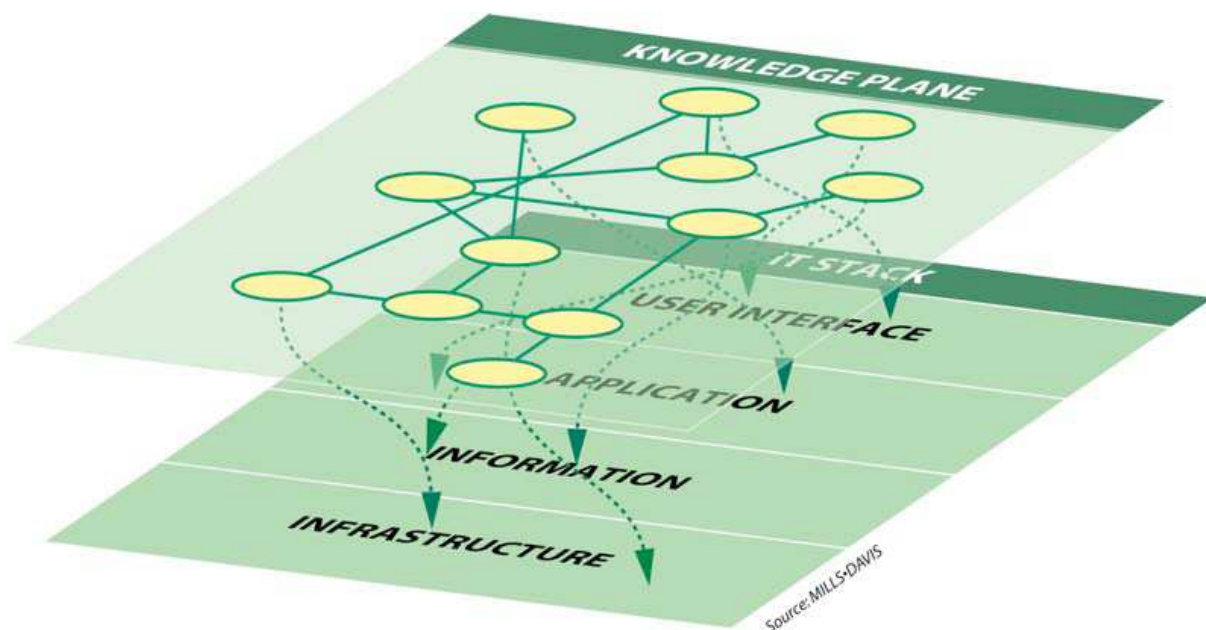 KNOWLEDGE PLANE
IT STACK
USER INTERFACE
APPLICATION
INFORMATION
INFRASTRUCTURE
Source: MILLS•DAVIS